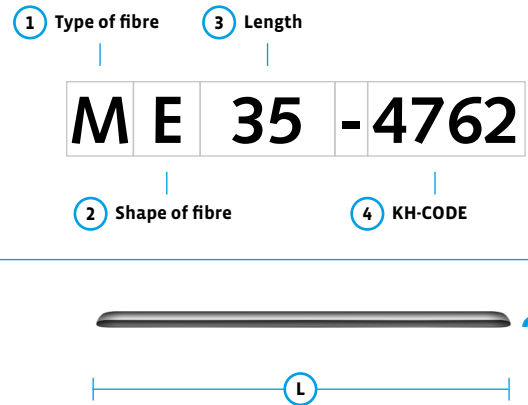 1 Type of fibre 3 Length
M E 35 - 4762
2 Shape of fibre 4 KH-CODE
L